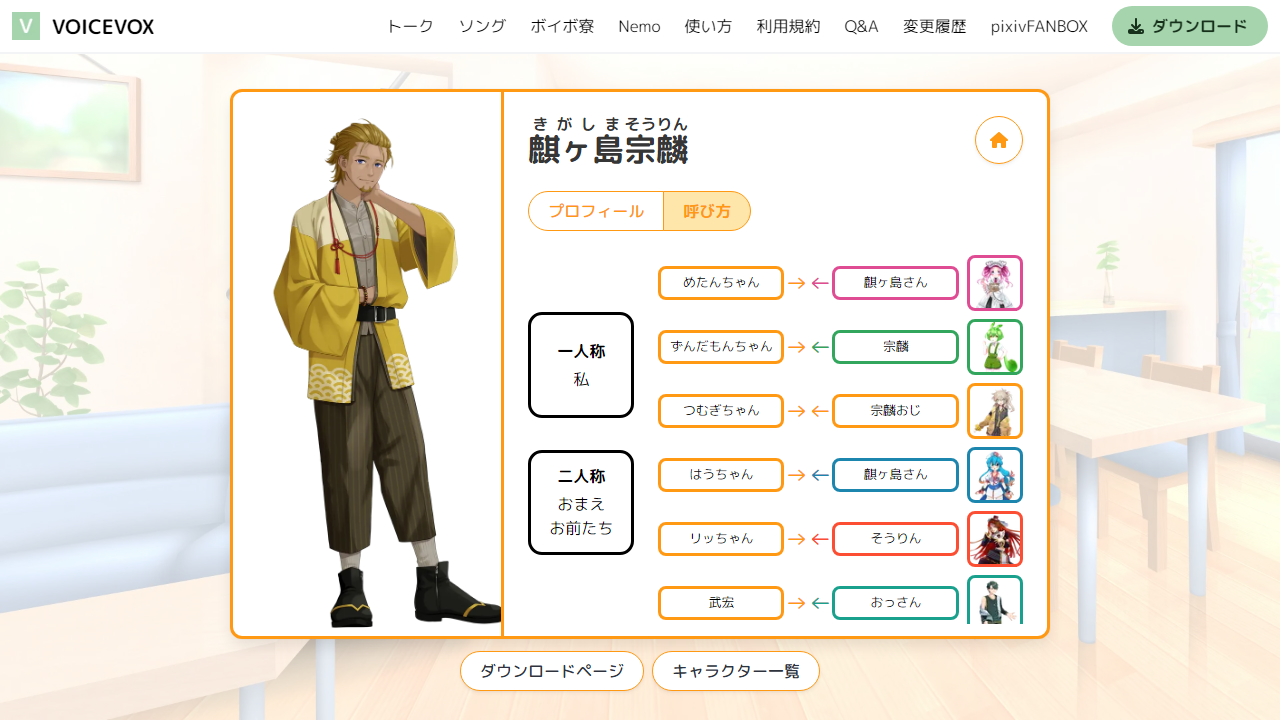 V VOICEVOX トーク ソング ボイボ寮 Nemo 使い方 利用規約 Q&A 変更履歴 pixivFANBOX ダウンロード
きがしまそうりん
麒ヶ島宗麟
プロフィール 呼び方
めたんちゃん → ← 麒ヶ島さん
ずんだもんちゃん → ← 宗麟
つむぎちゃん → ← 宗麟おじ
はうちゃん → ← 麒ヶ島さん
リッちゃん → ← そうりん
武宏 → ← おっさん
一人称
私
二人称
おまえ
お前たち
ダウンロードページ キャラクター一覧